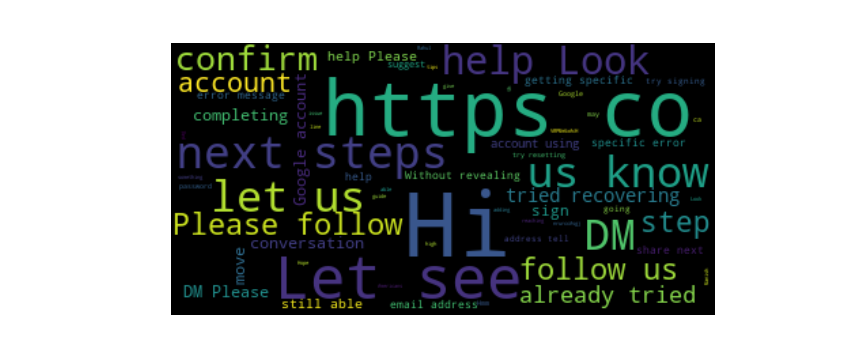 confirm
help Please
suggest
help Look
account
error message
getting specific
try signing
Google
https co
completing
Google account
may
ca
account using
specific error
next steps
try resetting
Without revealing
us know
password
help
let us
tried recovering
Please follow
Hi
sign
going
DM
step
conversation
high
address tell
share next
move
Let see
follow us
DM Please
still able
email address
already tried